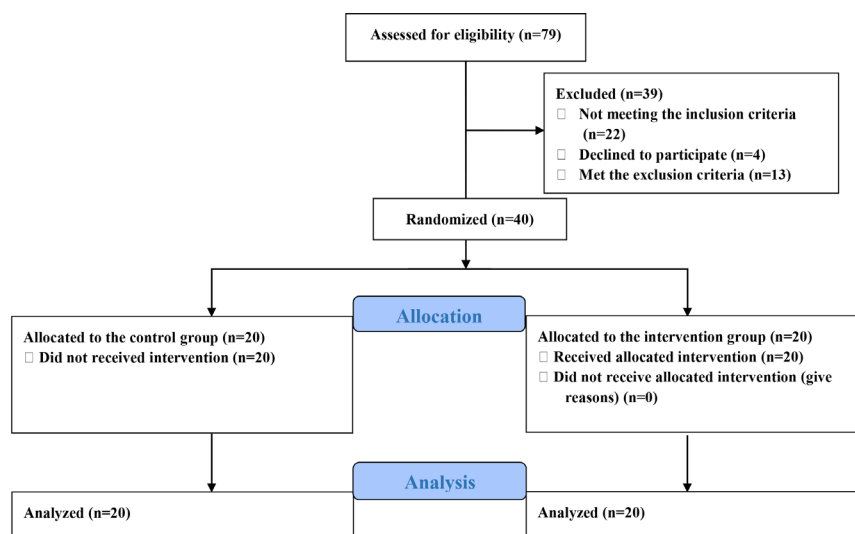 Assessed for eligibility (n=79)
Excluded (n=39)
□ Not meeting the inclusion criteria
(n=22)
□ Declined to participate (n=4)
□ Met the exclusion criteria (n=13)
Randomized (n=40)
Allocation
Allocated to the control group (n=20)
□ Did not received intervention (n=20)
Allocated to the intervention group (n=20)
□ Received allocated intervention (n=20)
□ Did not receive allocated intervention (give
reasons) (n=0)
Analysis
Analyzed (n=20)
Analyzed (n=20)